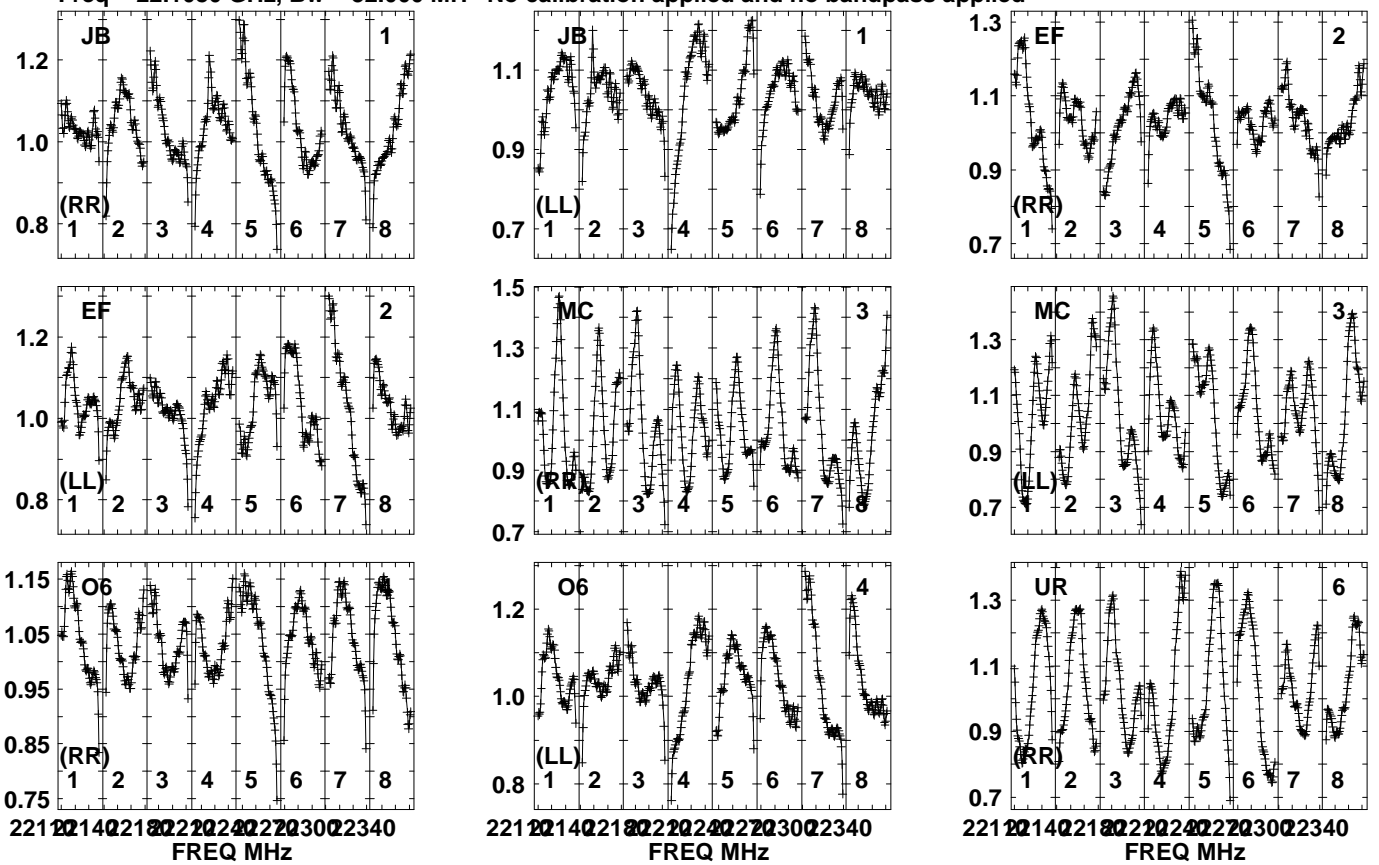 Freq = GHz, Bw = MH No calibration applied and no bandpass applied
JB 1
1.2
1.0
0.8
(RR)
1 2 3 4 5 6 7 8
JB 1
1.1
0.9
0.7
(LL)
1 2 3 4 5 6 7 8
EF 2
1.3
1.1
0.9
0.7
(RR)
1 2 3 4 5 6 7 8
EF 2
1.2
1.0
0.8
(LL)
1 2 3 4 5 6 7 8
MC 3
1.5
1.3
1.1
0.9
0.7
(RR)
1 2 3 4 5 6 7 8
MC 3
1.3
1.1
0.9
0.7
(LL)
1 2 3 4 5 6 7 8
O6
1.15
1.05
0.95
0.85
0.75
(RR)
1 2 3 4 5 6 7 8
FREQ MHz
O6 4
1.2
1.0
0.8
(LL)
1 2 3 4 5 6 7 8
FREQ MHz
UR 6
1.3
1.1
0.9
0.7
(RR)
1 2 3 4 5 6 7 8
FREQ MHz